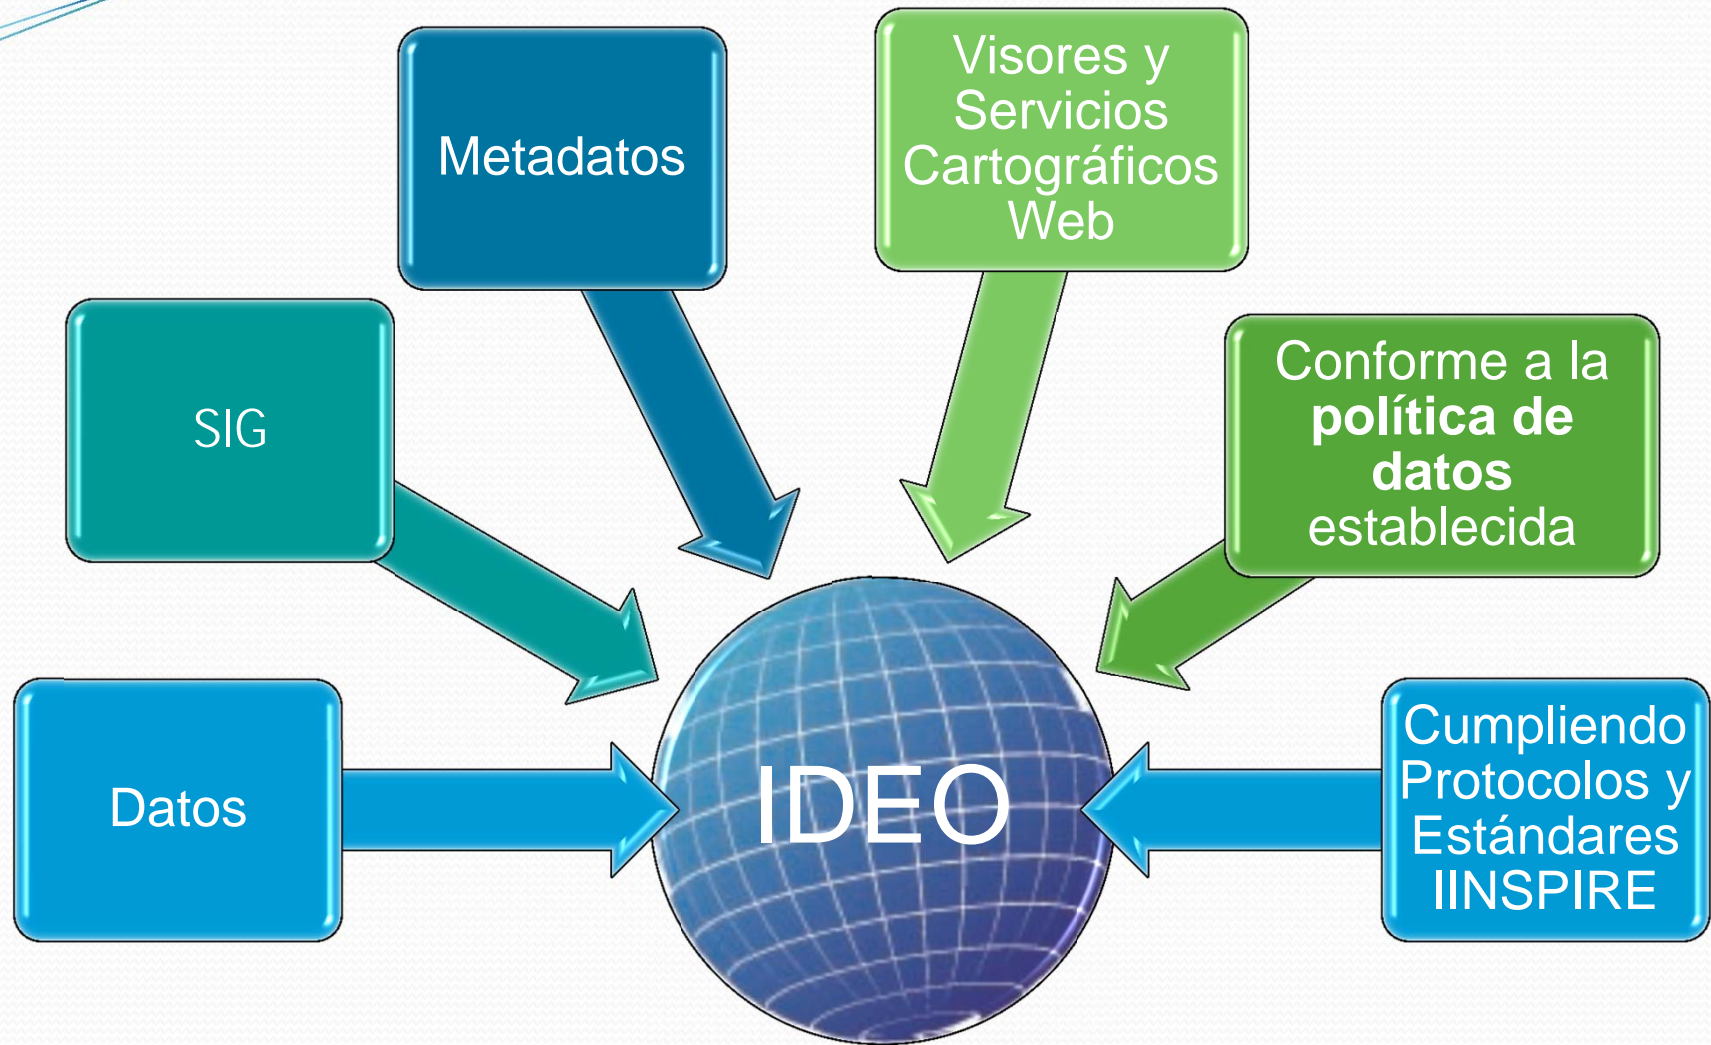 Metadatos
Visores y
Servicios
Cartográficos
Web
SIG
Conforme a la
política de
datos
establecida
Datos
IDEO
Cumpliendo
Protocolos y
Estándares
IINSPIRE